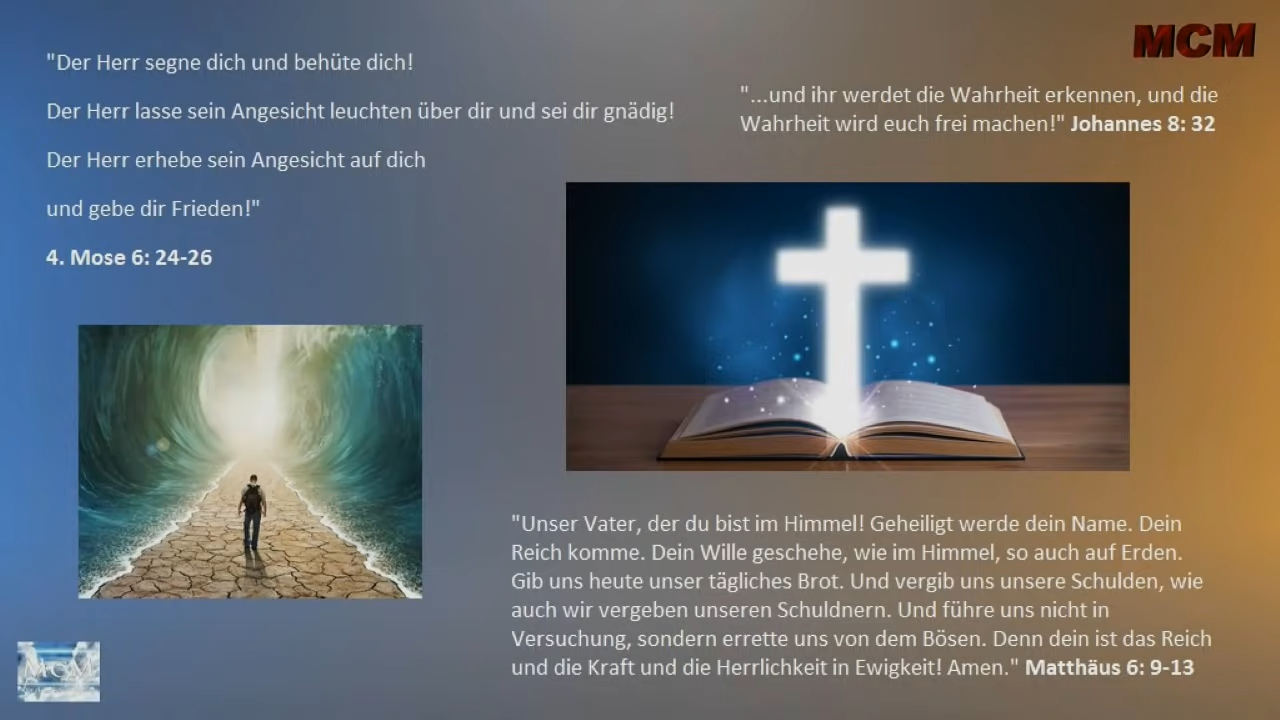 "Der Herr segne dich und behüte dich!
Der Herr lasse sein Angesicht leuchten über dir und sei dir gnädig!
Der Herr erhebe sein Angesicht auf dich
und gebe dir Frieden!"
4. Mose 6: 24-26
MCM
"...und ihr werdet die Wahrheit erkennen, und die
Wahrheit wird euch frei machen!" Johannes 8: 32
"Unser Vater, der du bist im Himmel! Geheiligt werde dein Name. Dein
Reich komme. Dein Wille geschehe, wie im Himmel, so auch auf Erden.
Gib uns heute unser tägliches Brot. Und vergib uns unsere Schulden, wie
auch wir vergeben unseren Schuldnern. Und führe uns nicht in
Versuchung, sondern errette uns von dem Bösen. Denn dein ist das Reich
und die Kraft und die Herrlichkeit in Ewigkeit! Amen." Matthäus 6: 9-13
MCM